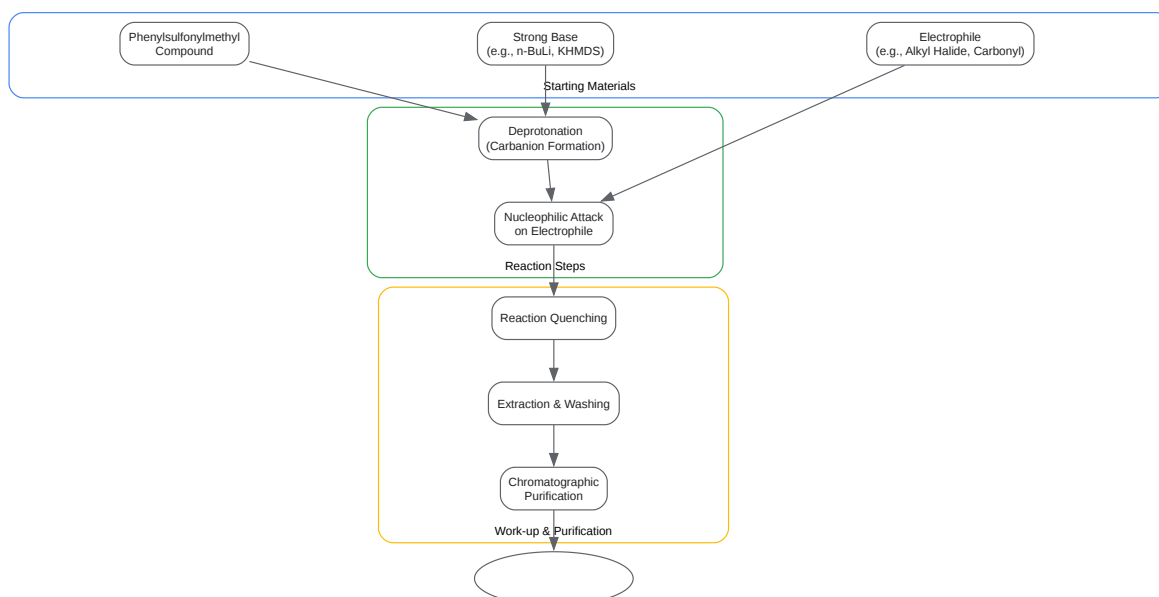 Phenylsulfonylmethyl
Compound
Strong Base
(e.g., n-BuLi, KHMDS)
Electrophile
(e.g., Alkyl Halide, Carbonyl)
Starting Materials
Deprotonation
(Carbanion Formation)
Nucleophilic Attack
on Electrophile
Reaction Steps
Reaction Quenching
Extraction & Washing
Chromatographic
Purification
Work-up & Purification